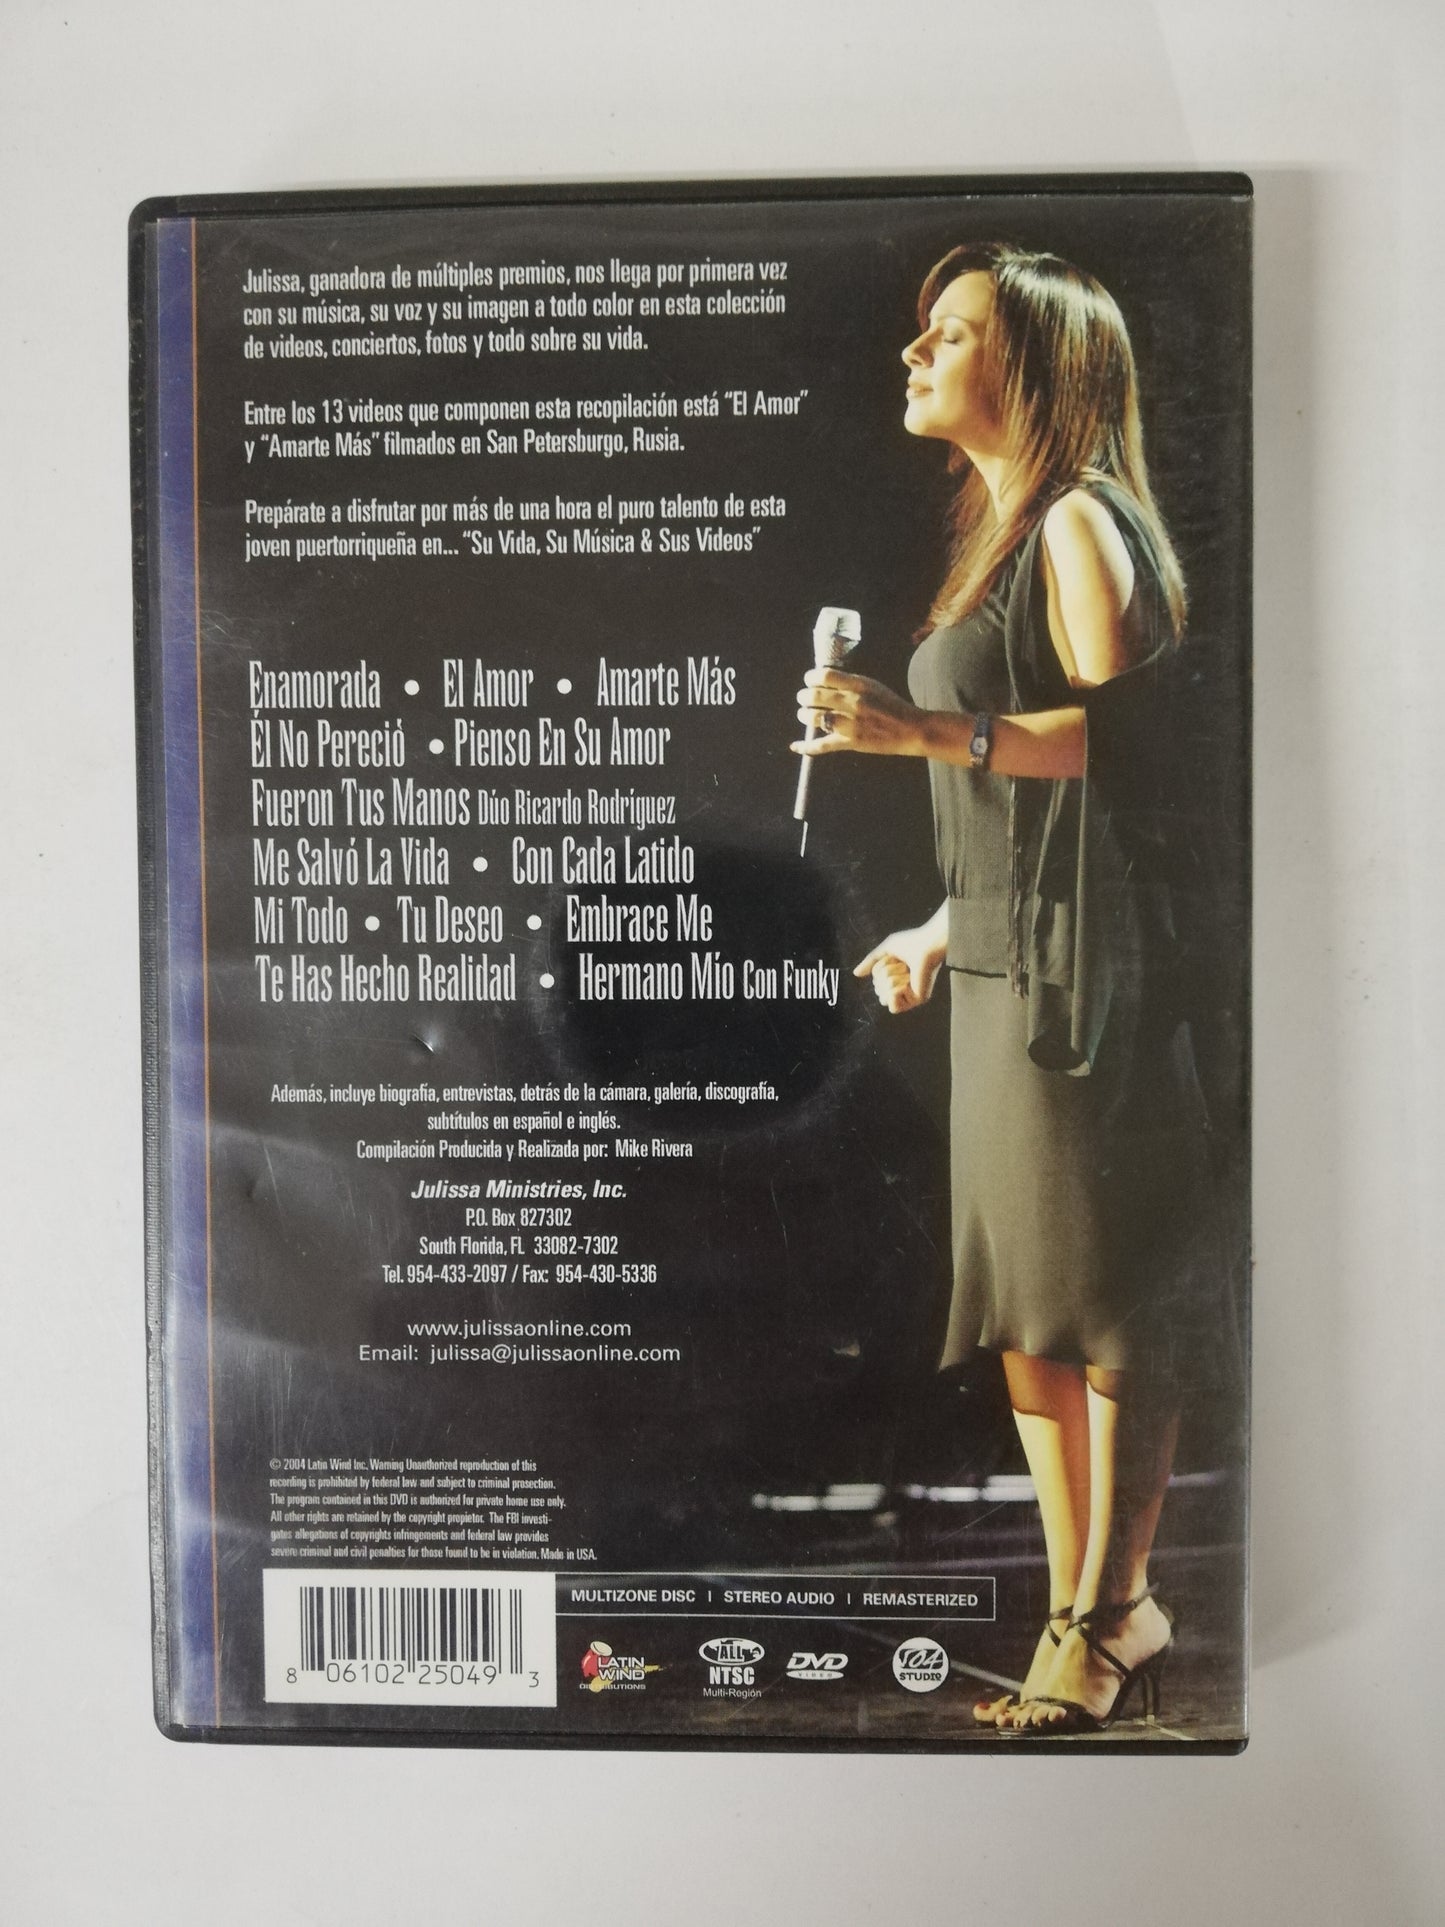 Julissa, ganadora de múltiples premios, nos llega por primera vez
con su música, su voz y su imagen a todo color en esta colección
de videos, conciertos, fotos y todo sobre su vida.
Entre los 13 videos que componen esta recopilación está “El Amor”
y “Amarte Más” filmados en San Petersburgo, Rusia.
Prepárate a disfrutar por más de una hora el puro talento de esta
joven puertorriqueña en... “Su Vida, Su Música & Sus Videos”
Enamorada • El Amor • Amarte Más
Él No Pereció • Pienso En Su Amor
Fueron Tus Manos Dúo Ricardo Rodríguez
Me Salvó La Vida • Con Cada Latido
Mi Todo • Tu Deseo • Embrace Me
Te Has Hecho Realidad • Hermano Mío Con Funky
Además, incluye biografía, entrevistas, detrás de la cámara, galería, discografía,
subtítulos en español e inglés.
Compilación Producida y Realizada por: Mike Rivera
Julissa Ministries, Inc.
P.O. Box 827302
South Florida, FL 33082-7302
Tel. 954-433-2097 / Fax: 954-430-5336
www.julissaonline.com
Email: julissa@julissaonline.com
© 2004 Latin Wind Inc. Warning Unauthorized reproduction of this
recording is prohibited by federal law and subject to criminal prosection.
The program contained in this DVD is authorized for private home use only.
All other rights are retained by the copyright propietor. The FBI investi-
gates allegations of copyrights infringements and federal law provides
severe criminal and civil penalties for those found to be in violation. Made in USA.
MULTIZONE DISC | STEREO AUDIO | REMASTERIZED
8 06102 25049 3
LATIN
WIND
DISTRIBUTIONS
ALL
NTSC
Multi-Región
DVD
VIDEO
104
STUDIO